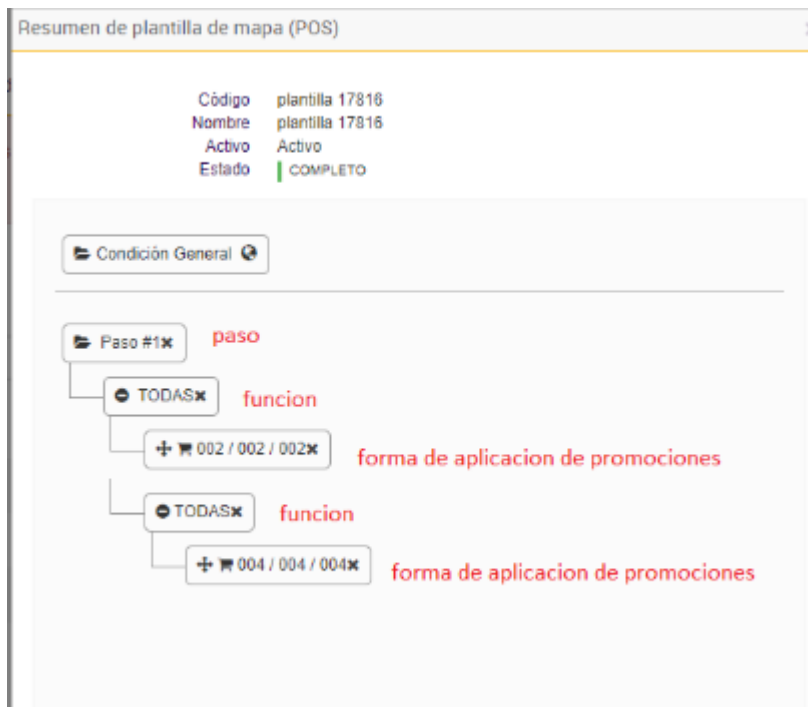 Resumen de plantilla de mapa (POS)
Código plantilla 17816
Nombre plantilla 17816
Activo Activo
Estado COMPLETO
Condición General
Paso #1 paso
TODAS funcion
002 / 002 / 002 forma de aplicacion de promociones
TODAS funcion
004 / 004 / 004 forma de aplicacion de promociones